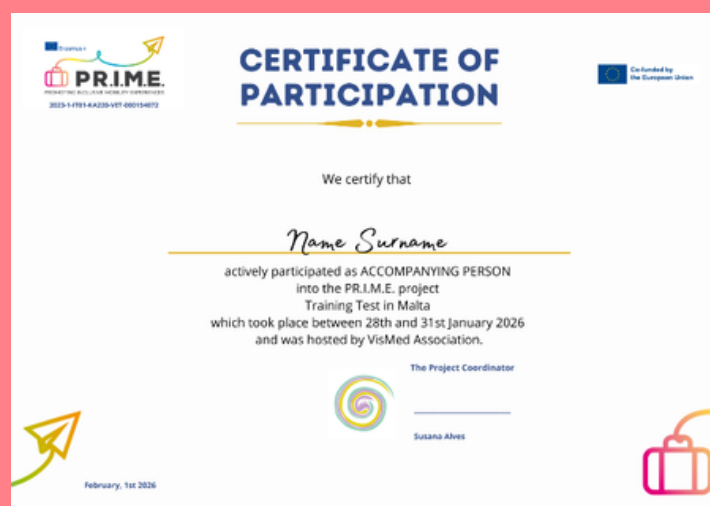 Erasmus+
PR.I.M.E.
PROMOTING INCLUSIVE MOBILITY EXPERIENCES
2023-1-IT01-KA220-VET-000154072
CERTIFICATE OF
PARTICIPATION
Co-funded by
the European Union
We certify that
Name Surname
actively participated as ACCOMPANYING PERSON
into the PR.I.M.E. project
Training Test in Malta
which took place between 28th and 31st January 2026
and was hosted by VisMed Association.
The Project Coordinator
Susana Alves
February, 1st 2026